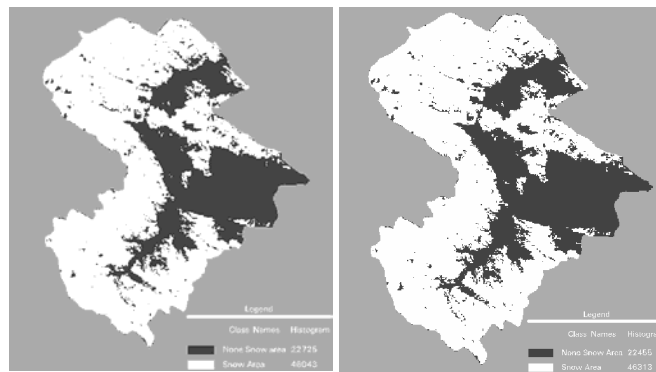 Legend
Class Names Histogram
None Snow area 22725
Snow Area 46043
Legend
Class Names Histogra
None Snow Area 22455
Snow Area 46313